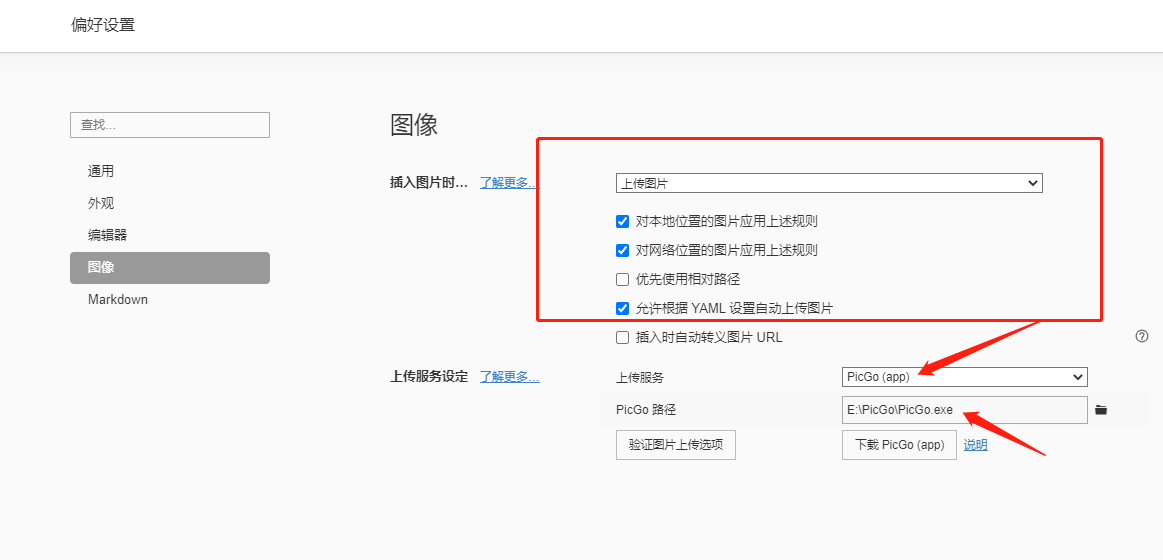 偏好设置
查找...
通用
外观
编辑器
图像
Markdown
图像
插入图片时... 了解更多... 上传图片
对本地位置的图片应用上述规则
对网络位置的图片应用上述规则
优先使用相对路径
允许根据 YAML 设置自动上传图片
插入时自动转义图片 URL
上传服务设定 了解更多... 上传服务 PicGo (app)
PicGo 路径 E:\PicGo\PicGo.exe
验证图片上传选项 下载 PicGo (app) 说明